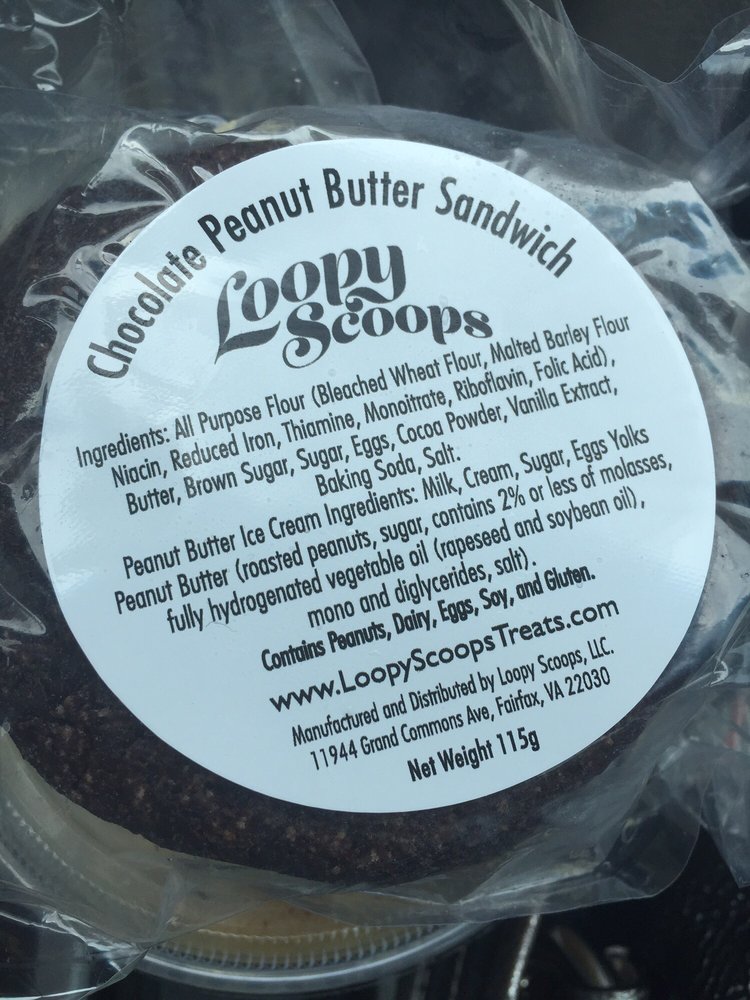 Chocolate Peanut Butter Sandwich
Loopy
Scoops
Ingredients: All Purpose Flour (Bleached Wheat Flour, Malted Barley Flour
Niacin, Reduced Iron, Thiamine, Monoitrate, Riboflavin, Folic Acid),
Butter, Brown Sugar, Sugar, Eggs, Cocoa Powder, Vanilla Extract,
Baking Soda, Salt.
Peanut Butter Ice Cream Ingredients: Milk, Cream, Sugar, Eggs Yolks
Peanut Butter (roasted peanuts, sugar, contains 2% or less of molasses,
fully hydrogenated vegetable oil (rapeseed and soybean oil),
mono and diglycerides, salt).
Contains Peanuts, Dairy, Eggs, Soy, and Gluten.
www.LoopyScoopsTreats.com
Manufactured and Distributed by Loopy Scoops, LLC.
11944 Grand Commons Ave, Fairfax, VA 22030
Net Weight 115g